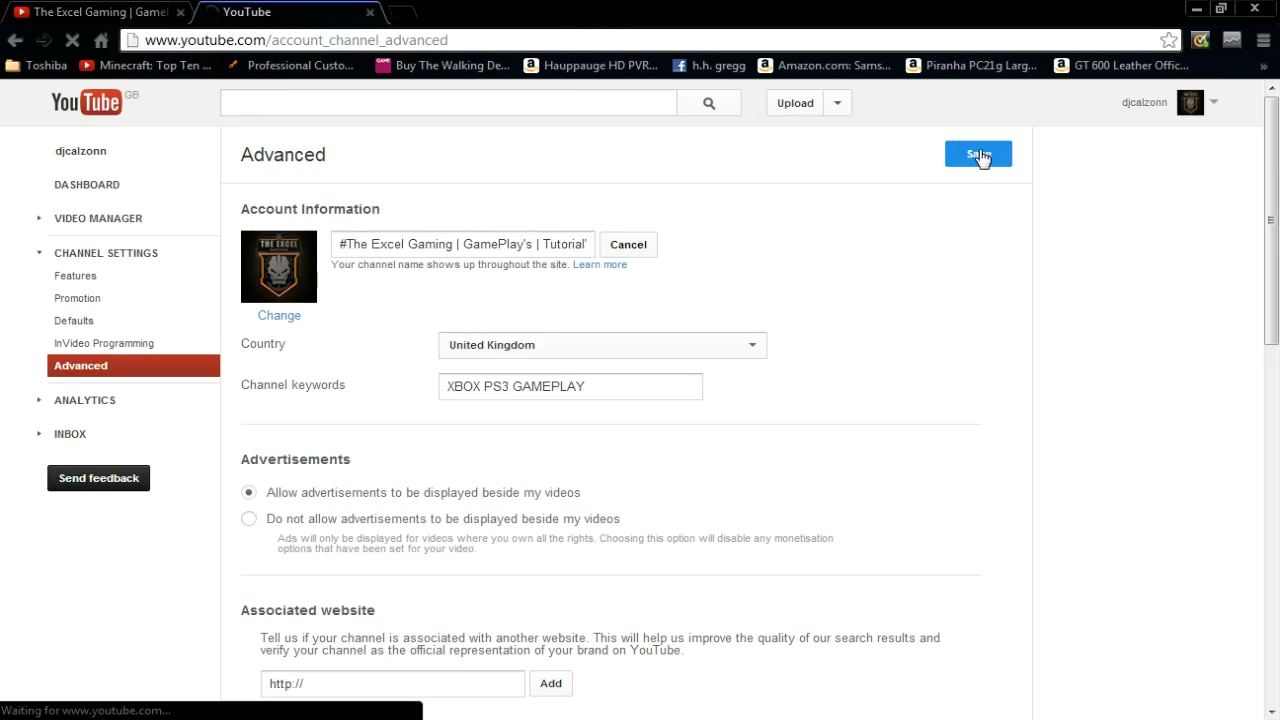 The Excel Gaming | Gamel
YouTube
www.youtube.com/account_channel_advanced
Toshiba
Minecraft: Top Ten ...
Professional Custo...
Buy The Walking De...
Hauppauge HD PVR...
h.h. gregg
Amazon.com: Sams...
Piranha PC21g Larg...
GT 600 Leather Offic...
YouTube GB
Upload
djcalzonn
djcalzonn
DASHBOARD
VIDEO MANAGER
CHANNEL SETTINGS
Features
Promotion
Defaults
InVideo Programming
Advanced
ANALYTICS
INBOX
Send feedback
Advanced
Account Information
THE EXCEL
#The Excel Gaming | GamePlay's | Tutorial'
Cancel
Your channel name shows up throughout the site. Learn more
Change
Country
United Kingdom
Channel keywords
XBOX PS3 GAMEPLAY
Advertisements
Allow advertisements to be displayed beside my videos
Do not allow advertisements to be displayed beside my videos
Ads will only be displayed for videos where you own all the rights. Choosing this option will disable any monetisation
options that have been set for your video.
Associated website
Tell us if your channel is associated with another website. This will help us improve the quality of our search results and
verify your channel as the official representation of your brand on YouTube.
http://
Add
Waiting for www.youtube.com...